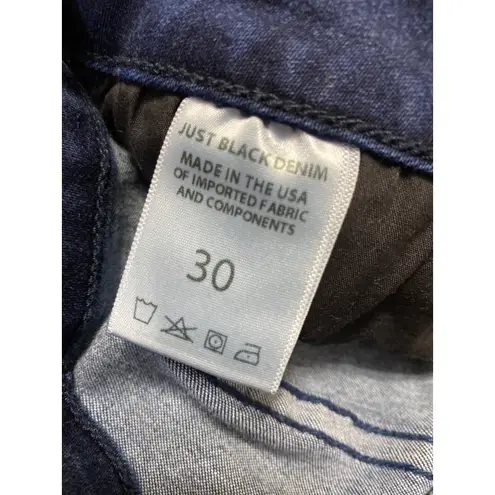 JUST BLACK DENIM
MADE IN THE USA
OF IMPORTED FABRIC
AND COMPONENTS
30